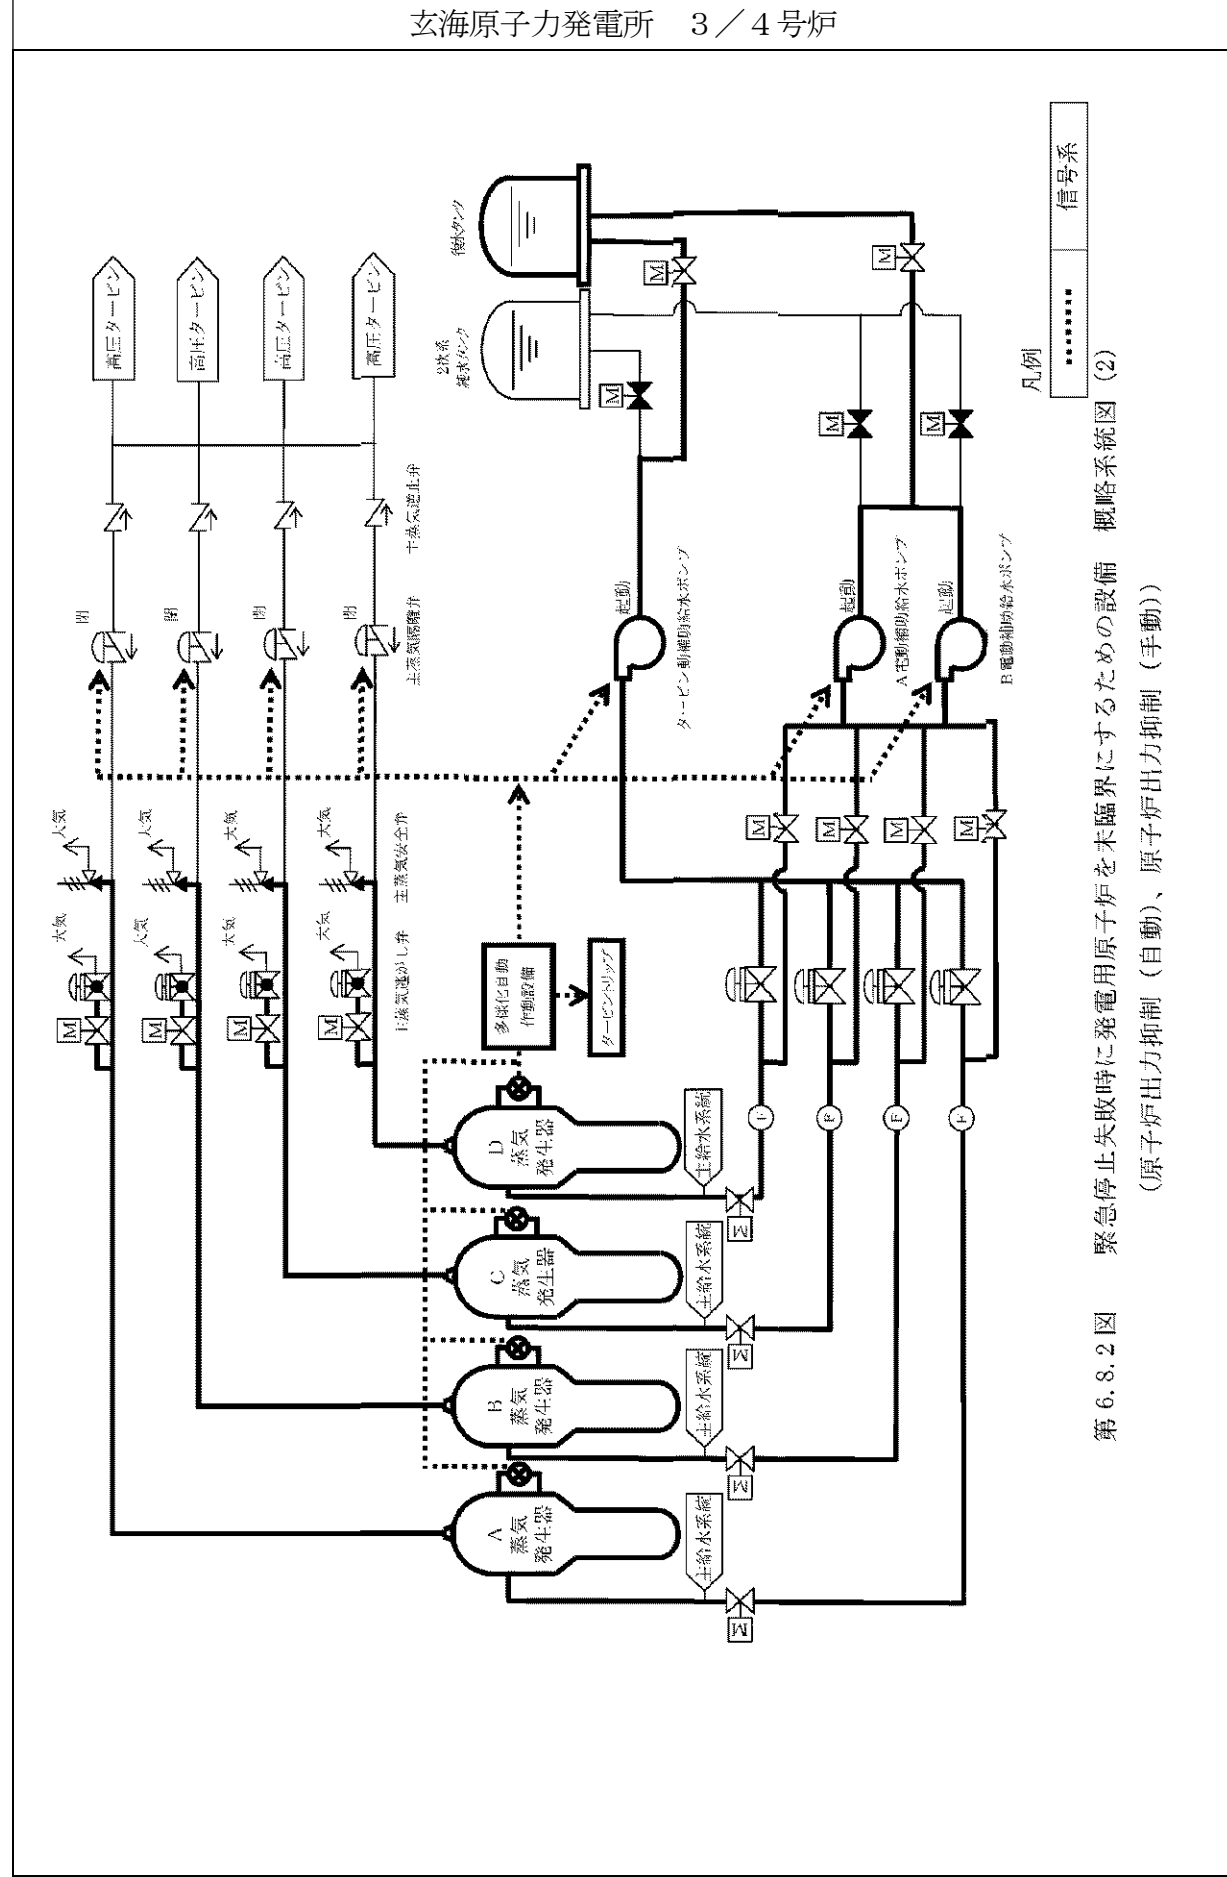 玄海原子力発電所　３／４号炉
高圧タービン
高圧タービン
高圧タービン
高圧タービン
復水タンク
2次系
純水タンク
M
M
M
M
M
凡例
信号系
主蒸気逆止弁
閉
閉
閉
閉
主蒸気隔離弁
起動
タービン動補助給水ポンプ
起動
A電動補助給水ポンプ
起動
B電動補助給水ポンプ
大気
大気
大気
大気
主蒸気安全弁
大気
大気
大気
大気
主蒸気逃がし弁
M
M
M
M
M
M
M
M
多様化自動
作動設備
タービントリップ
A
蒸気
発生器
B
蒸気
発生器
C
蒸気
発生器
D
蒸気
発生器
主給水系統
主給水系統
主給水系統
主給水系統
F
F
F
F
M
M
M
M
第 6.8.2 図　緊急停止失敗時に発電用原子炉を未臨界にするための設備　概略系統図 (2)
（原子炉出力抑制（自動）、原子炉出力抑制（手動））